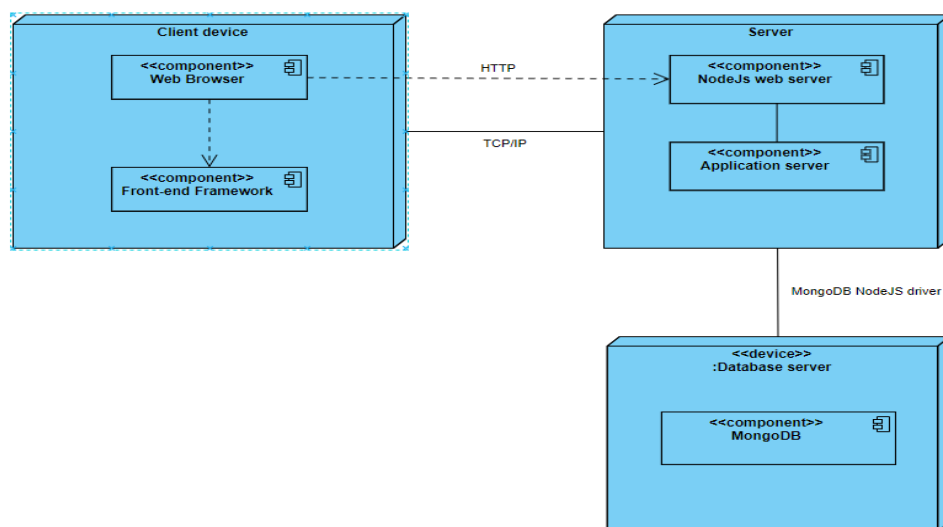 Client device
<<component>>
Web Browser
<<component>>
Front-end Framework
HTTP
TCP/IP
Server
<<component>>
NodeJs web server
<<component>>
Application server
MongoDB NodeJS driver
<<device>>
:Database server
<<component>>
MongoDB